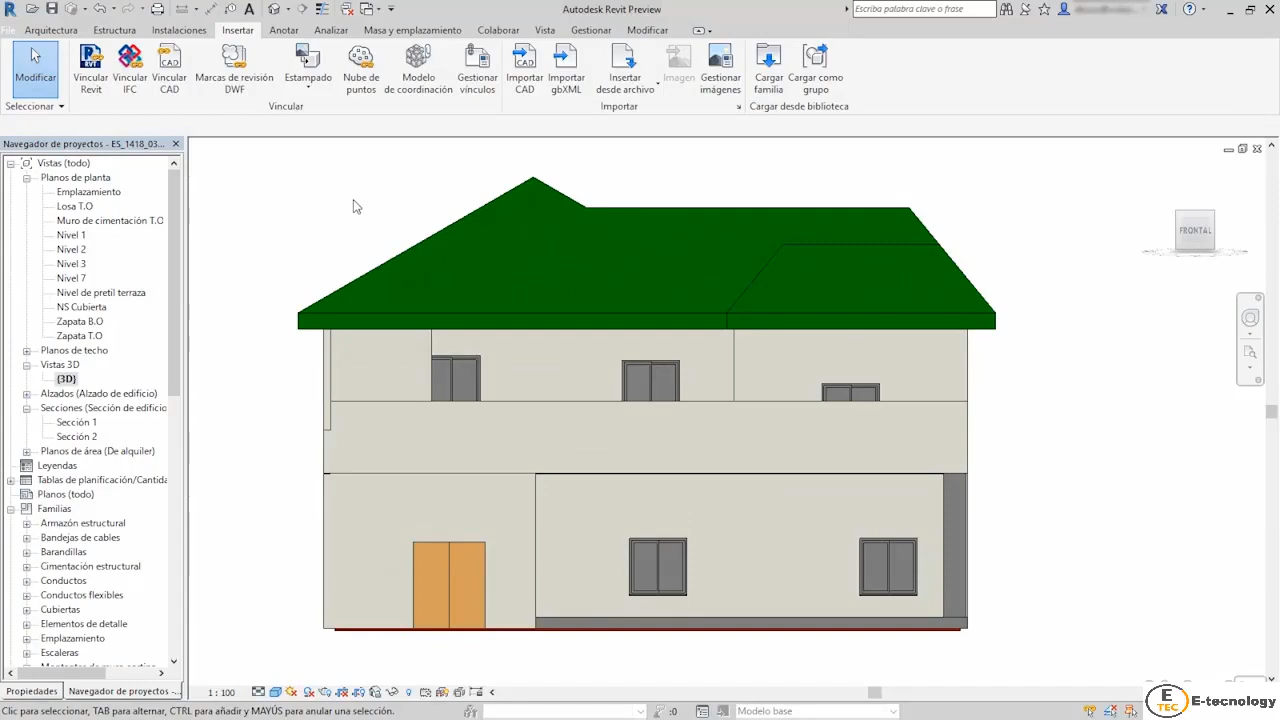 Autodesk Revit Preview
Escriba palabra clave o frase
Arquitectura Estructura Instalaciones Insertar Anotar Analizar Masa y emplazamiento Colaborar Vista Gestionar Modificar
Modificar
Vincular Revit
Vincular IFC
Vincular CAD
Marcas de revisión DWF
Estampado
Nube de puntos
Modelo de coordinación
Gestionar vínculos
Importar CAD
Importar gbXML
Insertar desde archivo
Imagen
Gestionar imágenes
Cargar familia
Cargar como grupo
Seleccionar Vincular Importar Cargar desde biblioteca
Navegador de proyectos - ES_1418_03...
Vistas (todo)
Planos de planta
Emplazamiento
Losa T.O
Muro de cimentación T.O
Nivel 1
Nivel 2
Nivel 3
Nivel 7
Nivel de pretil terraza
NS Cubierta
Zapata B.O
Zapata T.O
Planos de techo
Vistas 3D
{3D}
Alzados (Alzado de edificio)
Secciones (Sección de edificio
Sección 1
Sección 2
Planos de área (De alquiler)
Leyendas
Tablas de planificación/Cantida
Planos (todo)
Familias
Armazón estructural
Bandejas de cables
Barandillas
Cimentación estructural
Conductos
Conductos flexibles
Cubiertas
Elementos de detalle
Emplazamiento
Escaleras
FRONTAL
Propiedades Navegador de proyectos -...
1 : 100
Clic para seleccionar, TAB para alternar, CTRL para añadir y MAYÚS para anular una selección.
:0
Modelo base
E
TEC
E-tecnology